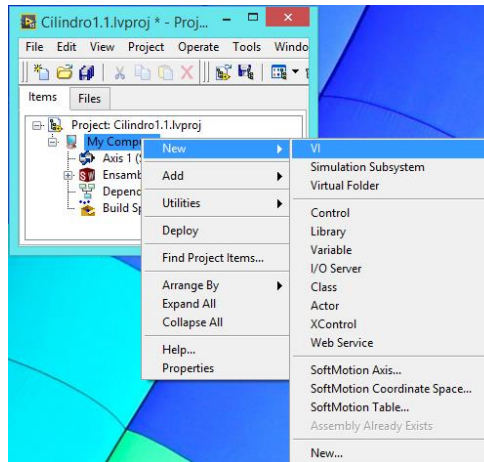 Cilindro1.1.lvproj * - Proj...
File Edit View Project Operate Tools Windo
Items Files
Project: Cilindro1.1.lvproj
My Comp
Axis 1 (S
Ensamb
Depend
Build Sp
New
Add
Utilities
Deploy
Find Project Items...
Arrange By
Expand All
Collapse All
Help...
Properties
VI
Simulation Subsystem
Virtual Folder
Control
Library
Variable
I/O Server
Class
Actor
XControl
Web Service
SoftMotion Axis...
SoftMotion Coordinate Space...
SoftMotion Table...
Assembly Already Exists
New...